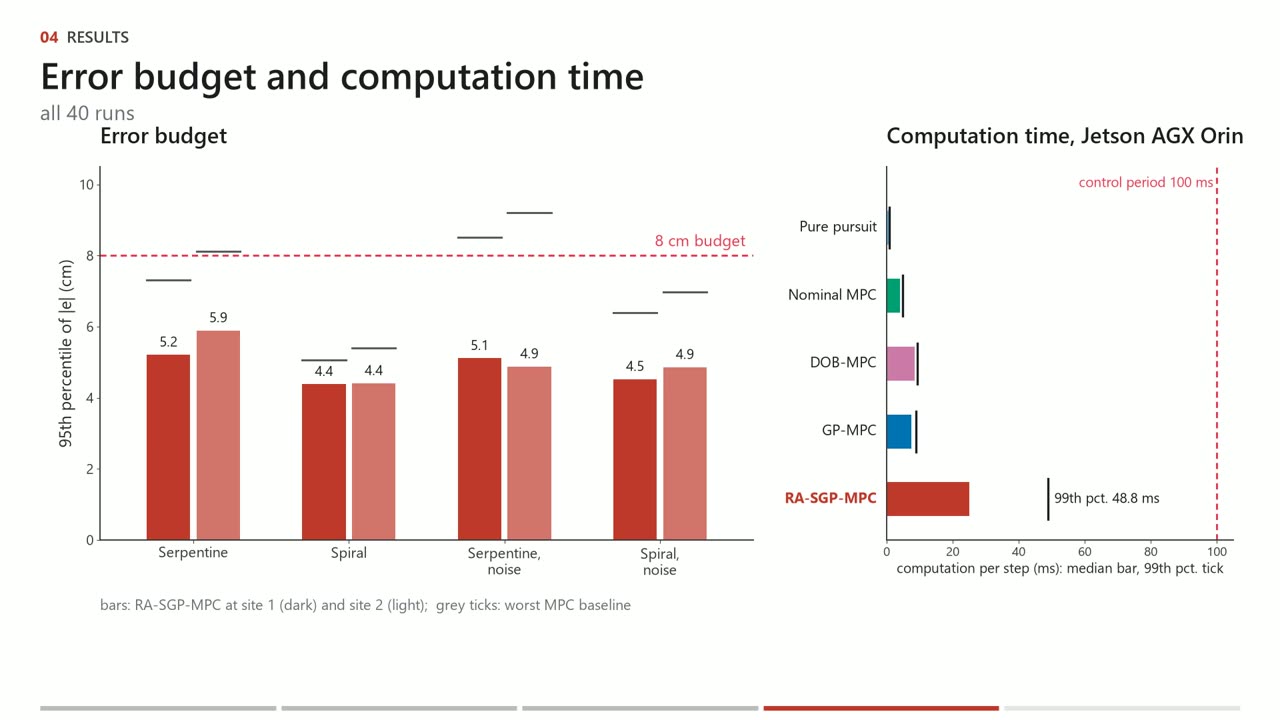 04 RESULTS
Error budget and computation time
all 40 runs
Error budget
95th percentile of |e| (cm)
10
8
6
4
2
0
8 cm budget
5.2
5.9
4.4
4.4
5.1
4.9
4.5
4.9
Serpentine
Spiral
Serpentine,
noise
Spiral,
noise
bars: RA-SGP-MPC at site 1 (dark) and site 2 (light); grey ticks: worst MPC baseline
Computation time, Jetson AGX Orin
control period 100 ms
Pure pursuit
Nominal MPC
DOB-MPC
GP-MPC
RA-SGP-MPC
99th pct. 48.8 ms
0 20 40 60 80 100
computation per step (ms): median bar, 99th pct. tick